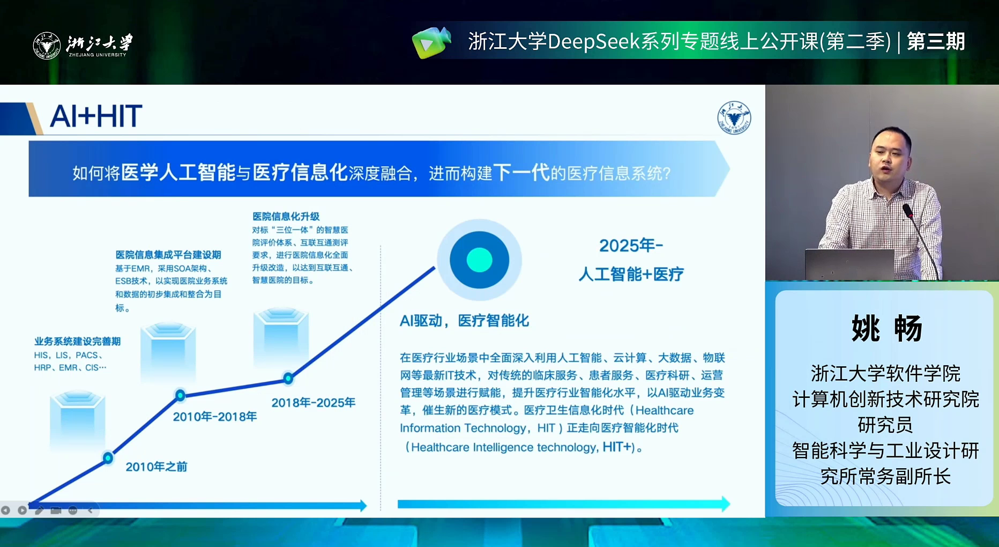 浙江大学
ZHEJIANG UNIVERSITY
浙江大学DeepSeek系列专题线上公开课(第二季) | 第三期
AI+HIT
如何将医学人工智能与医疗信息化深度融合，进而构建下一代的医疗信息系统？
医院信息化升级
对标“三位一体”的智慧医
院评价体系、互联互通测评
要求，进行医院信息化全面
升级改造，以达到互联互通、
智慧医院的目标。
医院信息集成平台建设期
基于EMR，采用SOA架构、
ESB技术，以实现医院业务系统
和数据的初步集成和整合为目
标。
业务系统建设完善期
HIS，LIS，PACS、
HRP、EMR、CIS…
2010年之前
2010年-2018年
2018年-2025年
2025年-
人工智能+医疗
AI驱动，医疗智能化
在医疗行业场景中全面深入利用人工智能、云计算、大数据、物联
网等最新IT技术，对传统的临床服务、患者服务、医疗科研、运营
管理等场景进行赋能，提升医疗行业智能化水平，以AI驱动业务变
革，催生新的医疗模式。医疗卫生信息化时代（Healthcare
Information Technology，HIT ) 正走向医疗智能化时代
（Healthcare Intelligence technology, HIT+)。
浙江大学
ZHEJIANG UNIVERSITY
1897
姚 畅
浙江大学软件学院
计算机创新技术研究院
研究员
智能科学与工业设计研
究所常务副所长